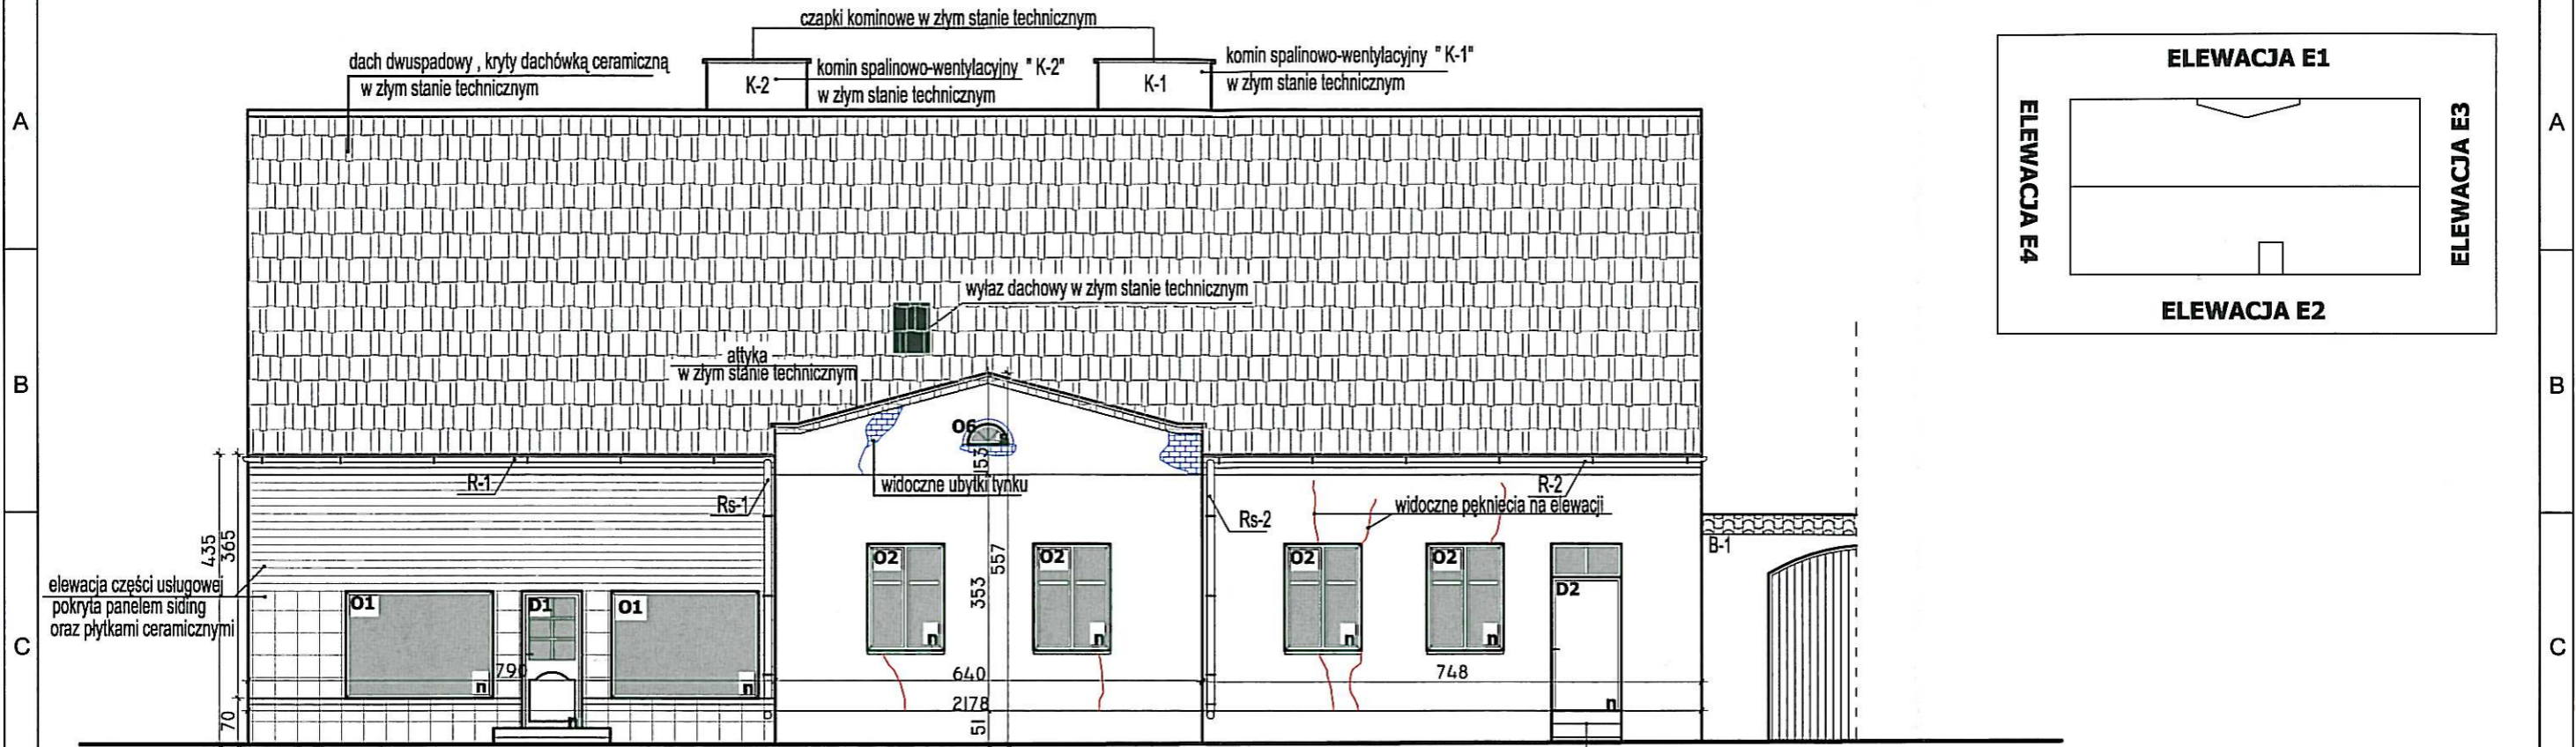 czapki kominowe w złym stanie technicznym
dach dwuspadowy , kryty dachówką ceramiczną
w złym stanie technicznym
K-2
komin spalinowo-wentylacyjny " K-2"
w złym stanie technicznym
K-1
komin spalinowo-wentylacyjny " K-1"
w złym stanie technicznym
ELEWACJA E1
ELEWACJA E4
ELEWACJA E3
ELEWACJA E2
A
A
B
B
C
C
wyłaz dachowy w złym stanie technicznym
attyka
w złym stanie technicznym
O6
153
widoczne ubytki tynku
R-1
Rs-1
Rs-2
R-2
widoczne pęknięcia na elewacji
B-1
435
365
70
elewacja części usługowej
pokryta panelem siding
oraz płytkami ceramicznymi
O1
n
D1
n
O1
n
790
O2
n
O2
n
353
557
640
2178
51
O2
n
O2
n
748
D2
n